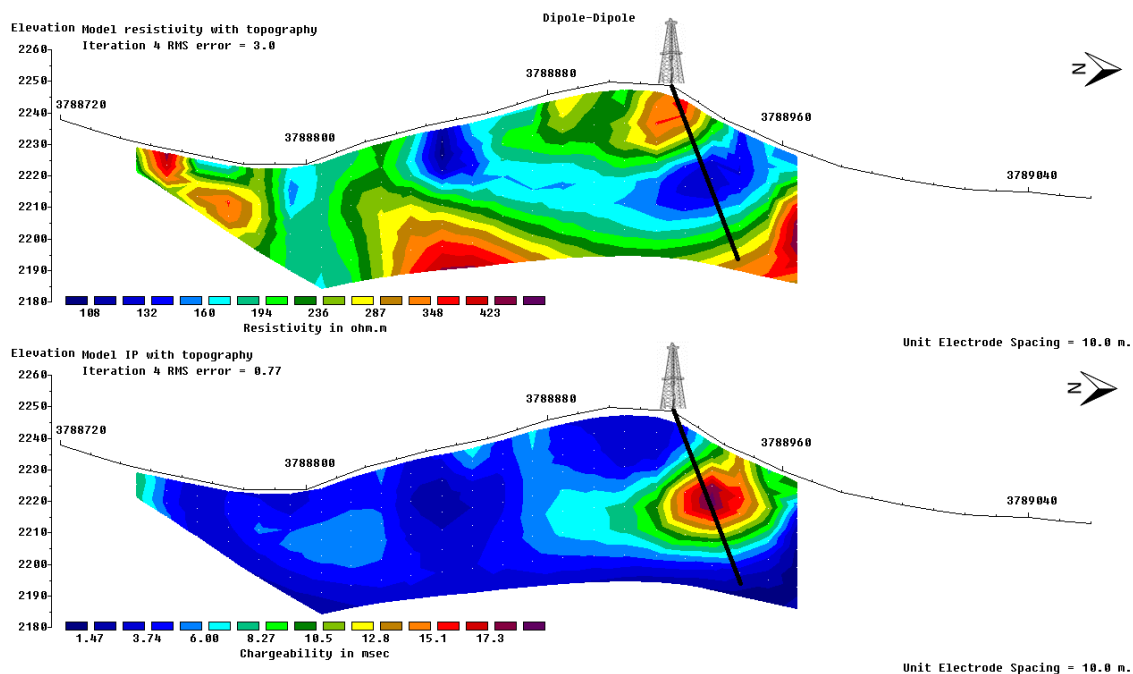 Dipole-Dipole
Elevation Model resistivity with topography
Iteration 4 RMS error = 3.0
2260
2250
2240
2230
2220
2210
2200
2190
2180
3788720
3788800
3788880
3788960
3789040
N
108 132 160 194 236 287 348 423
Resistivity in ohm.m
Unit Electrode Spacing = 10.0 m.
Elevation Model IP with topography
Iteration 4 RMS error = 0.77
2260
2250
2240
2230
2220
2210
2200
2190
2180
3788720
3788800
3788880
3788960
3789040
N
1.47 3.74 6.00 8.27 10.5 12.8 15.1 17.3
Chargeability in msec
Unit Electrode Spacing = 10.0 m.